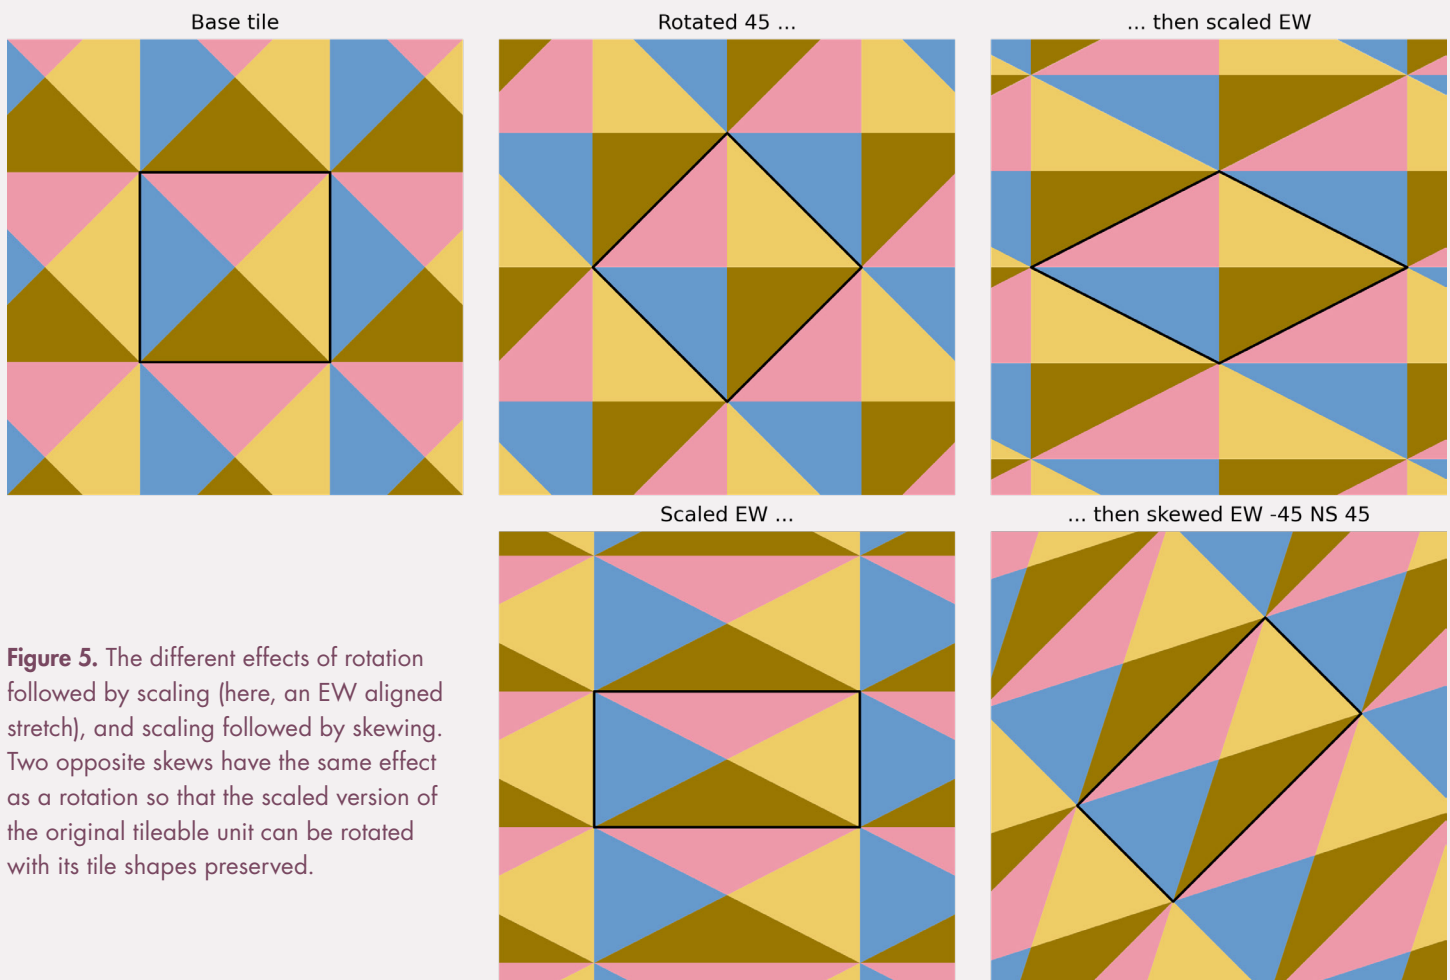 Base tile
Rotated 45 ...
... then scaled EW
Scaled EW ...
... then skewed EW -45 NS 45
Figure 5. The different effects of rotation
followed by scaling (here, an EW aligned
stretch), and scaling followed by skewing.
Two opposite skews have the same effect
as a rotation so that the scaled version of
the original tileable unit can be rotated
with its tile shapes preserved.